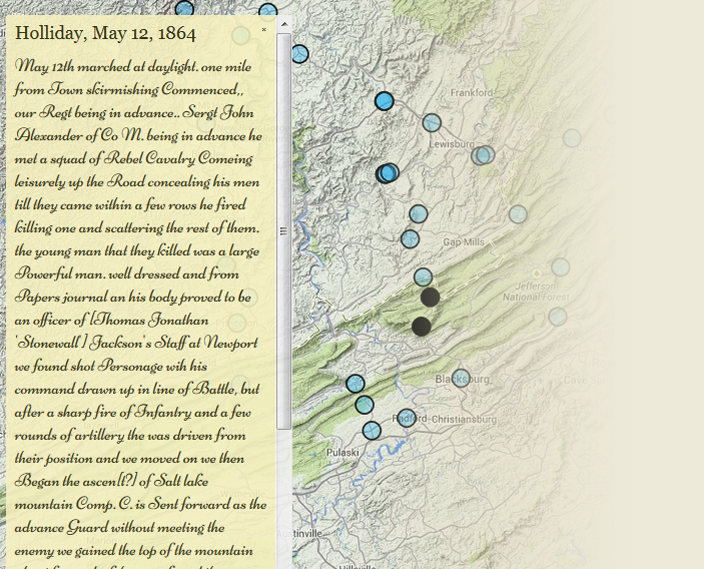 Holliday, May 12, 1864
×
May 12th marched at daylight. one mile
from Town skirmishing Commenced,,
our Regt being in advance.. Sergt John
Alexander of Co M. being in advance he
met a squad of Rebel Cavalry Comeing
leisurely up the Road concealing his men
till they came within a few rows he fired
killing one and scattering the rest of them.
the young man that they killed was a large
Powerful man. well dressed and from
Papers journal an his body proved to be
an officer of [Thomas Jonathan
'Stonewall'] Jackson's Staff at Newport
we found shot Personage wih his
command drawn up in line of Battle, but
after a sharp fire of Infantry and a few
rounds of artillery the was driven from
their position and we moved on we then
Began the ascen[t?] of Salt lake
mountain Comp. C. is Sent forward as the
advance Guard without meeting the
enemy we gained the top of the mountain
Frankford
Lewisburg
Gap Mills
Jefferson
National Forest
Blacksburg
Cave
Radford
Christiansburg
Pulaski
tinville
Hillsville